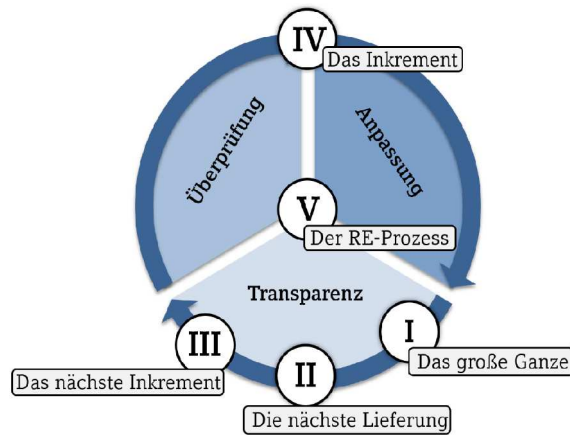 IV
Das Inkrement
Überprüfung
Anpassung
V
Der RE-Prozess
Transparenz
I
Das große Ganze
III
Das nächste Inkrement
II
Die nächste Lieferung